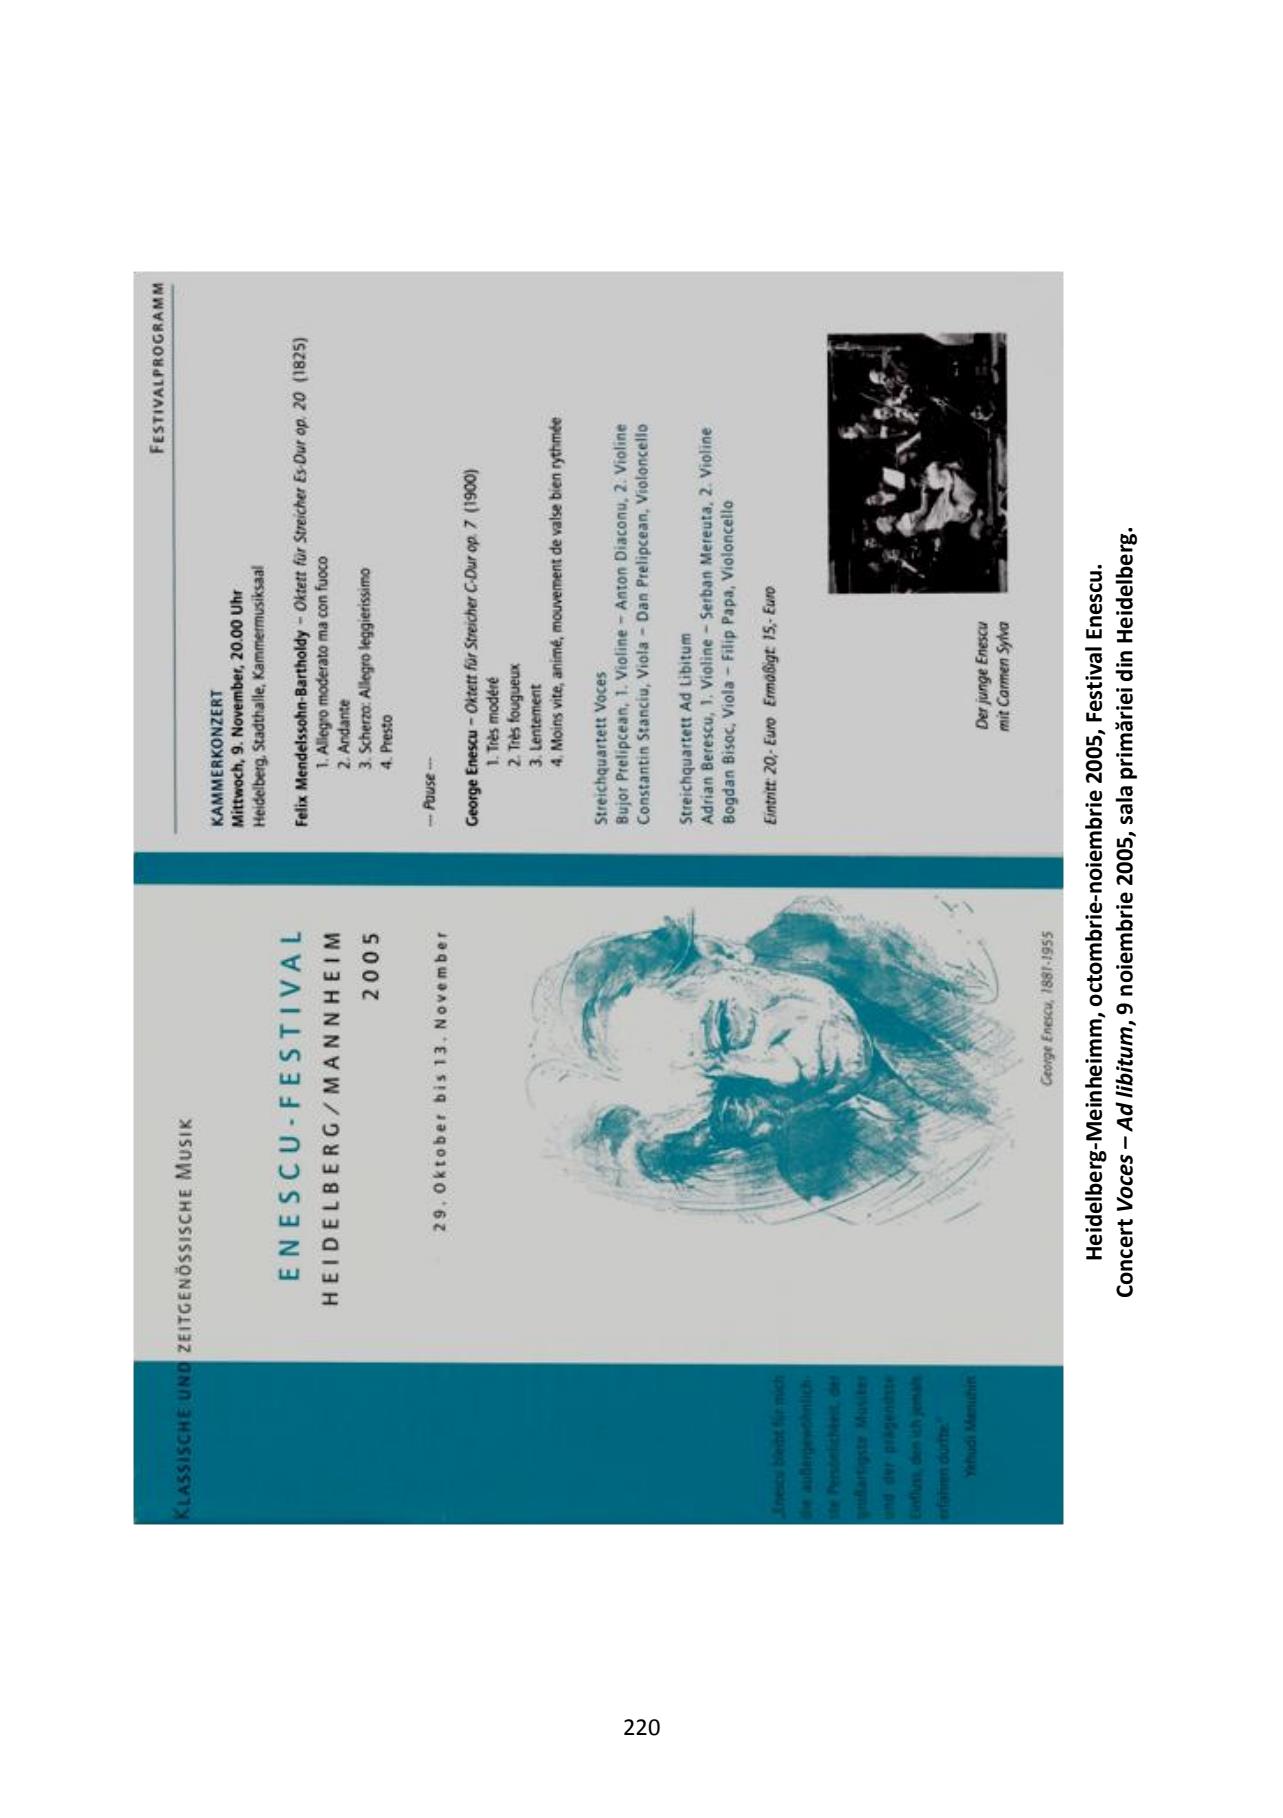 KLASSISCHE UND ZEITGENÖSSISCHE MUSIK
ENESCU-FESTIVAL
HEIDELBERG/MANNHEIM
2005
29. Oktober bis 13. November
„Enescu bleibt für mich
die außergewöhnlich-
ste Persönlichkeit, der
großartigste Musiker
und der prägendste
Einfluss, den ich jemals
erfahren durfte."
Yehudi Menuhin
George Enescu, 1881-1955
FESTIVALPROGRAMM
KAMMERKONZERT
Mittwoch, 9. November, 20.00 Uhr
Heidelberg, Stadthalle, Kammermusiksaal
Felix Mendelssohn-Bartholdy – Oktett für Streicher Es-Dur op. 20 (1825)
1. Allegro moderato ma con fuoco
2. Andante
3. Scherzo: Allegro leggierissimo
4. Presto
--- Pause ---
George Enescu – Oktett für Streicher C-Dur op. 7 (1900)
1. Très modéré
2. Très fougueux
3. Lentement
4. Moins vite, animé, mouvement de valse bien rythmée
Streichquartett Voces
Bujor Prelipcean, 1. Violine – Anton Diaconu, 2. Violine
Constantin Stanciu, Viola – Dan Prelipcean, Violoncello
Streichquartett Ad Libitum
Adrian Berescu, 1. Violine – Serban Mereuta, 2. Violine
Bogdan Bisoc, Viola – Filip Papa, Violoncello
Eintritt: 20,- Euro Ermäßigt: 15,- Euro
Der junge Enescu
mit Carmen Sylva
Heidelberg-Meinheimm, octombrie-noiembrie 2005, Festival Enescu.
Concert Voces – Ad libitum, 9 noiembrie 2005, sala primăriei din Heidelberg.
220